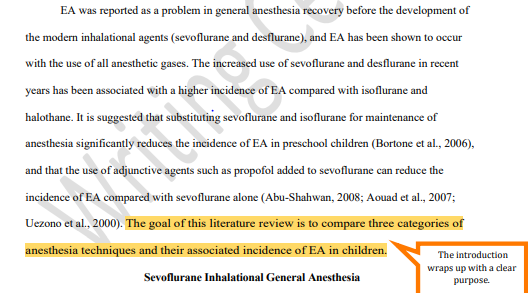 EA was reported as a problem in general anesthesia recovery before the development of
the modern inhalational agents (sevoflurane and desflurane), and EA has been shown to occur
with the use of all anesthetic gases. The increased use of sevoflurane and desflurane in recent
years has been associated with a higher incidence of EA compared with isoflurane and
halothane. It is suggested that substituting sevoflurane and isoflurane for maintenance of
anesthesia significantly reduces the incidence of EA in preschool children (Bortone et al., 2006),
and that the use of adjunctive agents such as propofol added to sevoflurane can reduce the
incidence of EA compared with sevoflurane alone (Abu-Shahwan, 2008; Aouad et al., 2007;
Uezono et al., 2000). The goal of this literature review is to compare three categories of
anesthesia techniques and their associated incidence of EA in children.
The introduction
wraps up with a clear
purpose.
Sevoflurane Inhalational General Anesthesia
Writing Ce